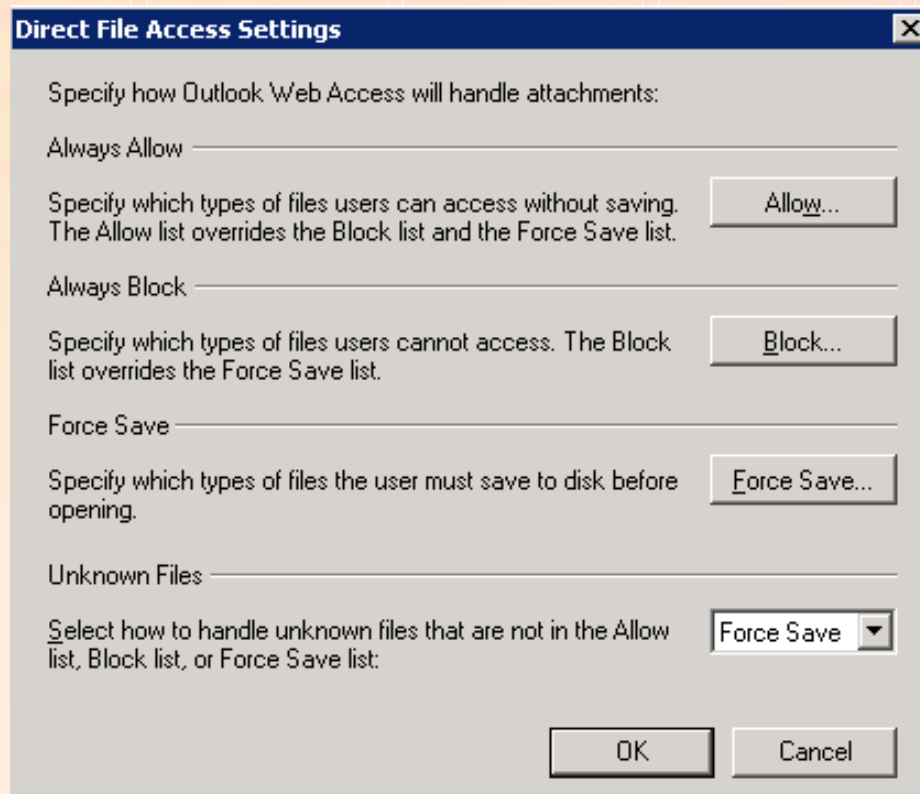 Direct File Access Settings
Specify how Outlook Web Access will handle attachments:
Always Allow
Specify which types of files users can access without saving.
The Allow list overrides the Block list and the Force Save list.
Allow...
Always Block
Specify which types of files users cannot access. The Block
list overrides the Force Save list.
Block...
Force Save
Specify which types of files the user must save to disk before
opening.
Force Save...
Unknown Files
Select how to handle unknown files that are not in the Allow
list, Block list, or Force Save list:
Force Save
OK
Cancel